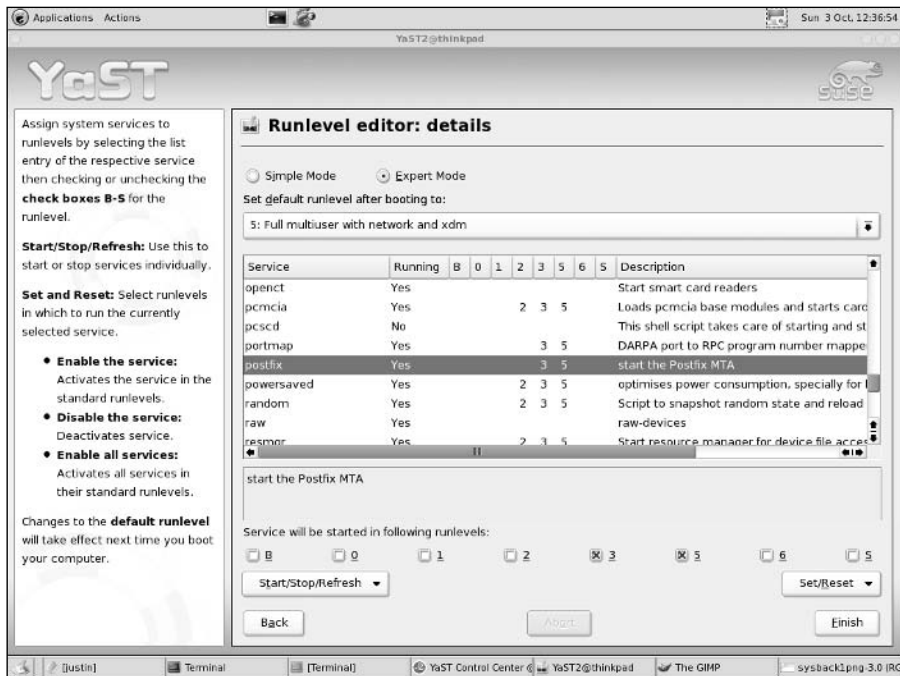 Applications Actions
Sun 3 Oct, 12:36:54
YaST2@thinkpad
YaST
SUSE
Assign system services to
runlevels by selecting the list
entry of the respective service
then checking or unchecking the
check boxes B-S for the
runlevel.
Start/Stop/Refresh: Use this to
start or stop services individually.
Set and Reset: Select runlevels
in which to run the currently
selected service.
• Enable the service:
Activates the service in the
standard runlevels.
• Disable the service:
Deactivates service.
• Enable all services:
Activates all services in
their standard runlevels.
Changes to the default runlevel
will take effect next time you boot
your computer.
Runlevel editor: details
Simple Mode Expert Mode
Set default runlevel after booting to:
5: Full multiuser with network and xdm
Service Running B 0 1 2 3 5 6 S Description
openct Yes Start smart card readers
pcmcia Yes 2 3 5 Loads pcmcia base modules and starts card
pcscd No This shell script takes care of starting and st
portmap Yes 3 5 DARPA port to RPC program number mappe
postfix Yes 3 5 start the Postfix MTA
powersaved Yes 2 3 5 optimises power consumption, specially for
random Yes 2 3 5 Script to snapshot random state and reload
raw Yes raw-devices
resmgr Yes 2 3 5 Start resource manager for device file acces
start the Postfix MTA
Service will be started in following runlevels:
B 0 1 2 3 5 6 S
Start/Stop/Refresh Set/Reset
Back Abort Finish
[justin] Terminal [Terminal] YaST Control Center @ YaST2@thinkpad The GIMP sysback1png-3.0 (RG